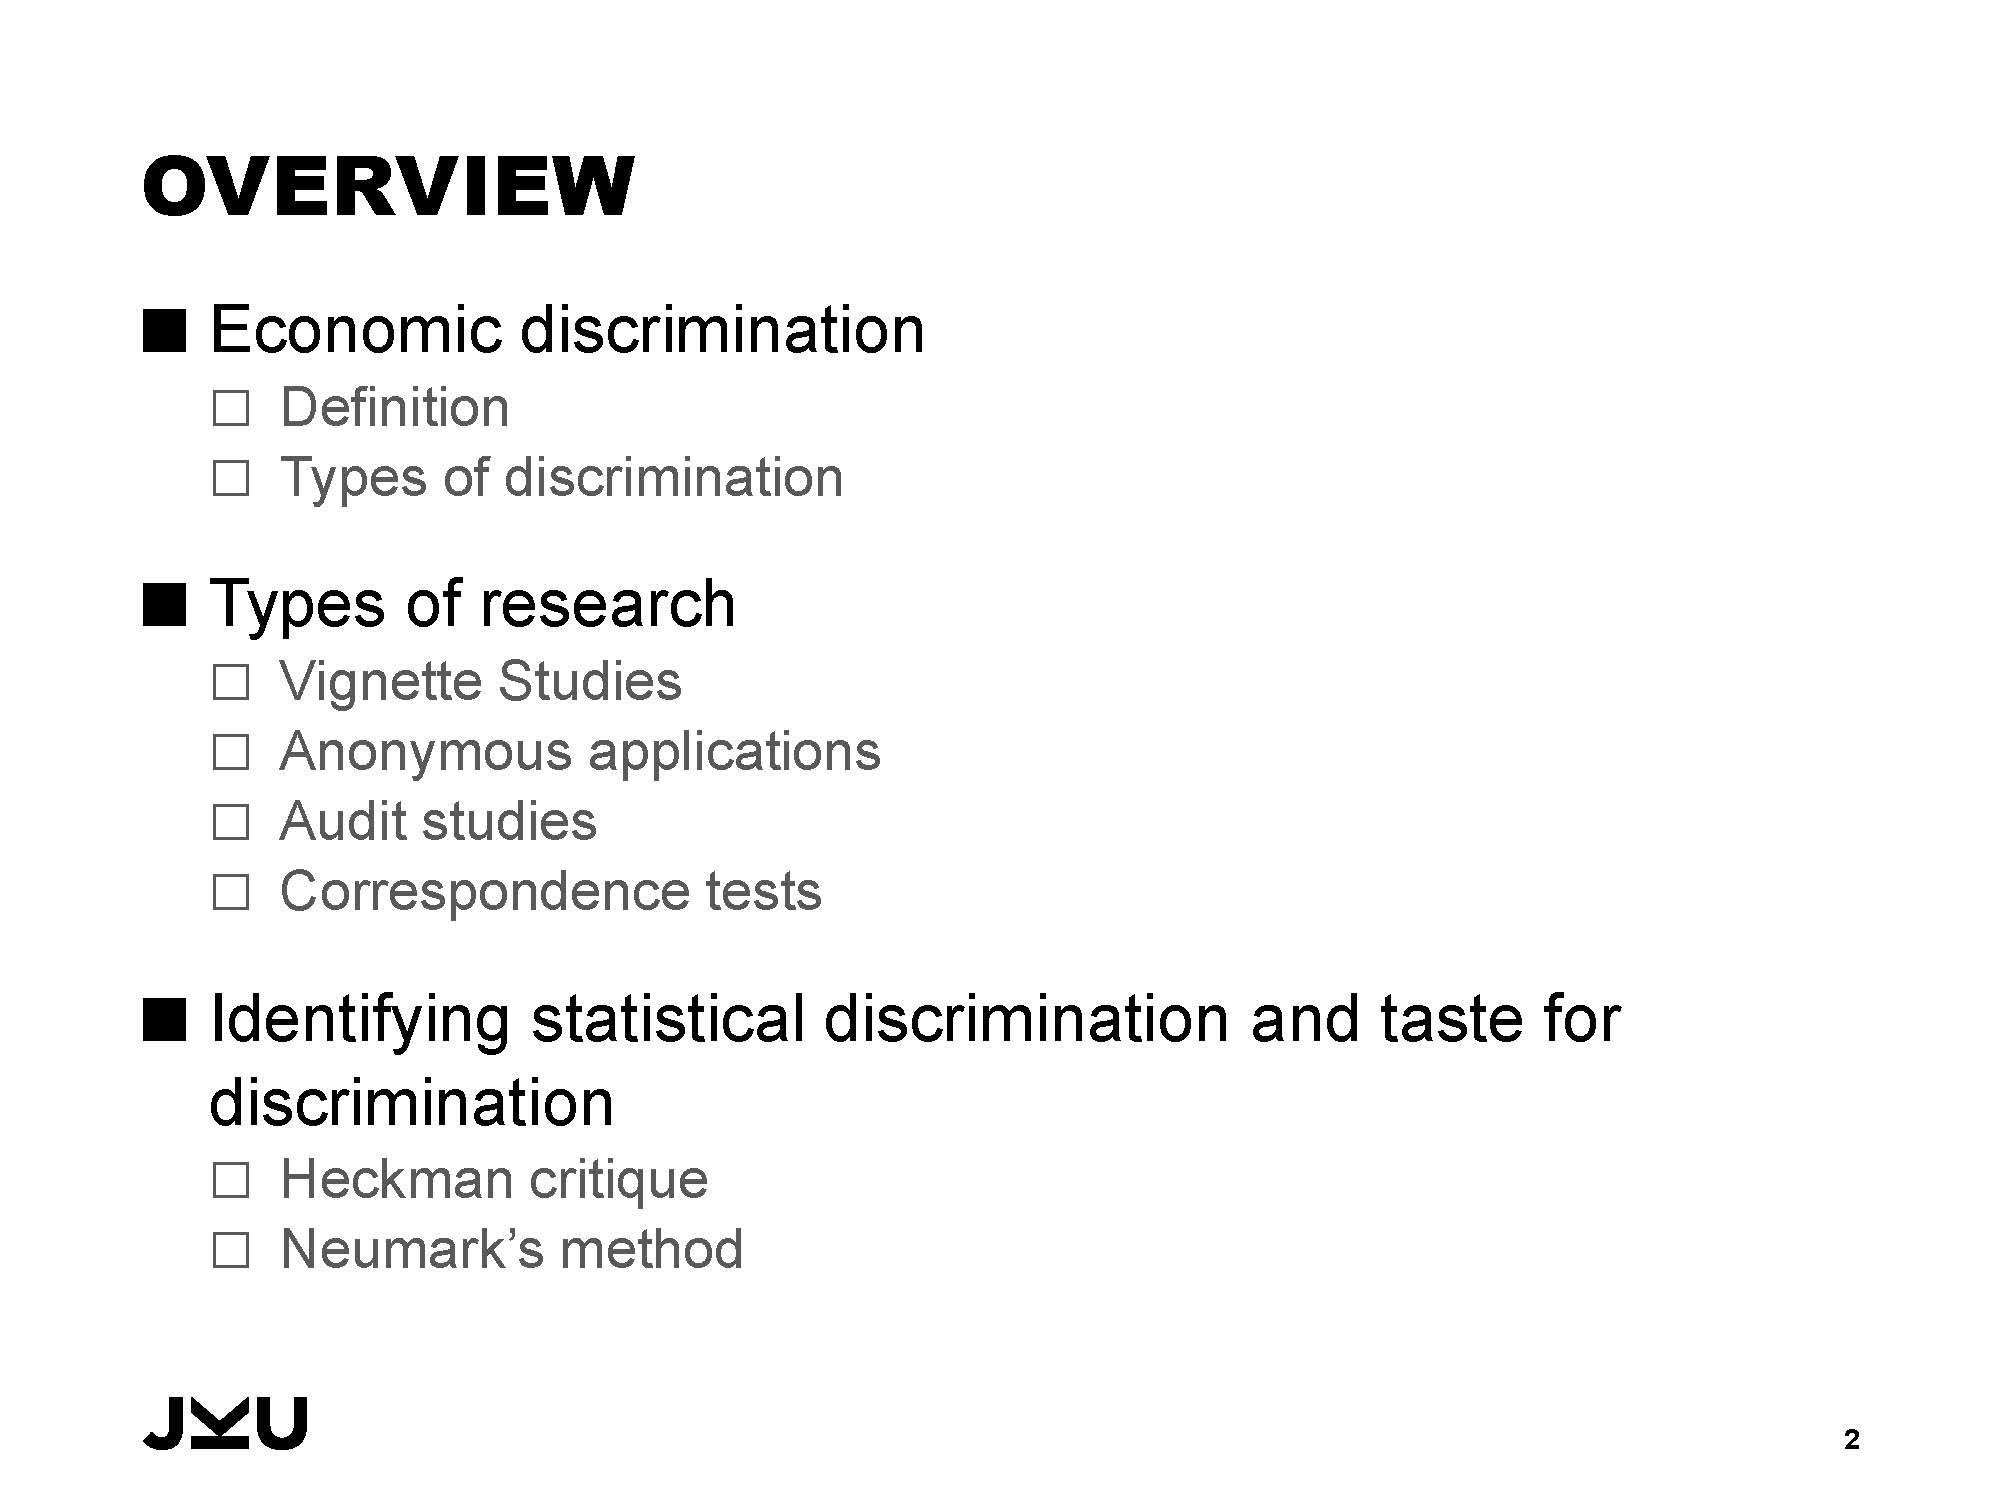 OVERVIEW
■ Economic discrimination
□ Definition
□ Types of discrimination
■ Types of research
□ Vignette Studies
□ Anonymous applications
□ Audit studies
□ Correspondence tests
■ Identifying statistical discrimination and taste for
discrimination
□ Heckman critique
□ Neumark’s method
JKU
2